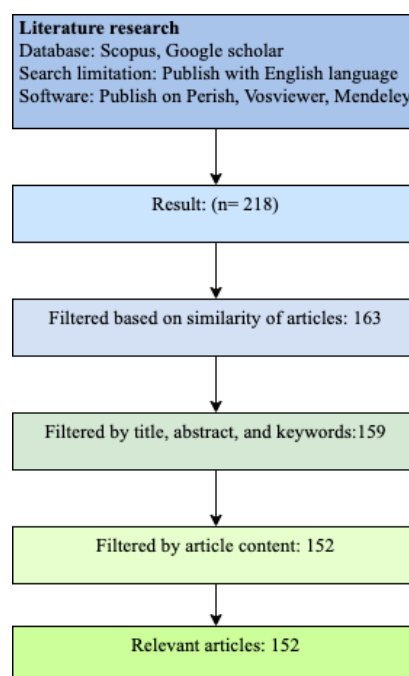 Literature research
Database: Scopus, Google scholar
Search limitation: Publish with English language
Software: Publish on Perish, Vosviewer, Mendeley
Result: (n= 218)
Filtered based on similarity of articles: 163
Filtered by title, abstract, and keywords:159
Filtered by article content: 152
Relevant articles: 152